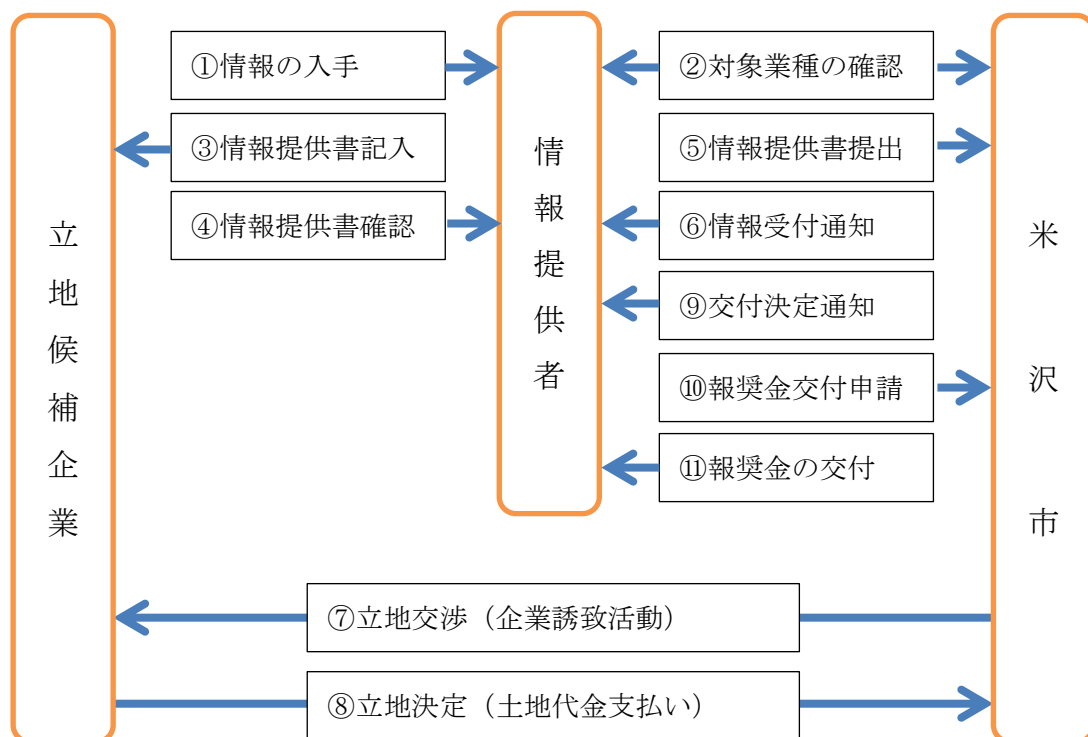 立地候補企業
情報提供者
米沢市
①情報の入手
②対象業種の確認
③情報提供書記入
⑤情報提供書提出
④情報提供書確認
⑥情報受付通知
⑨交付決定通知
⑩報奨金交付申請
⑪報奨金の交付
⑦立地交渉（企業誘致活動）
⑧立地決定（土地代金支払い）